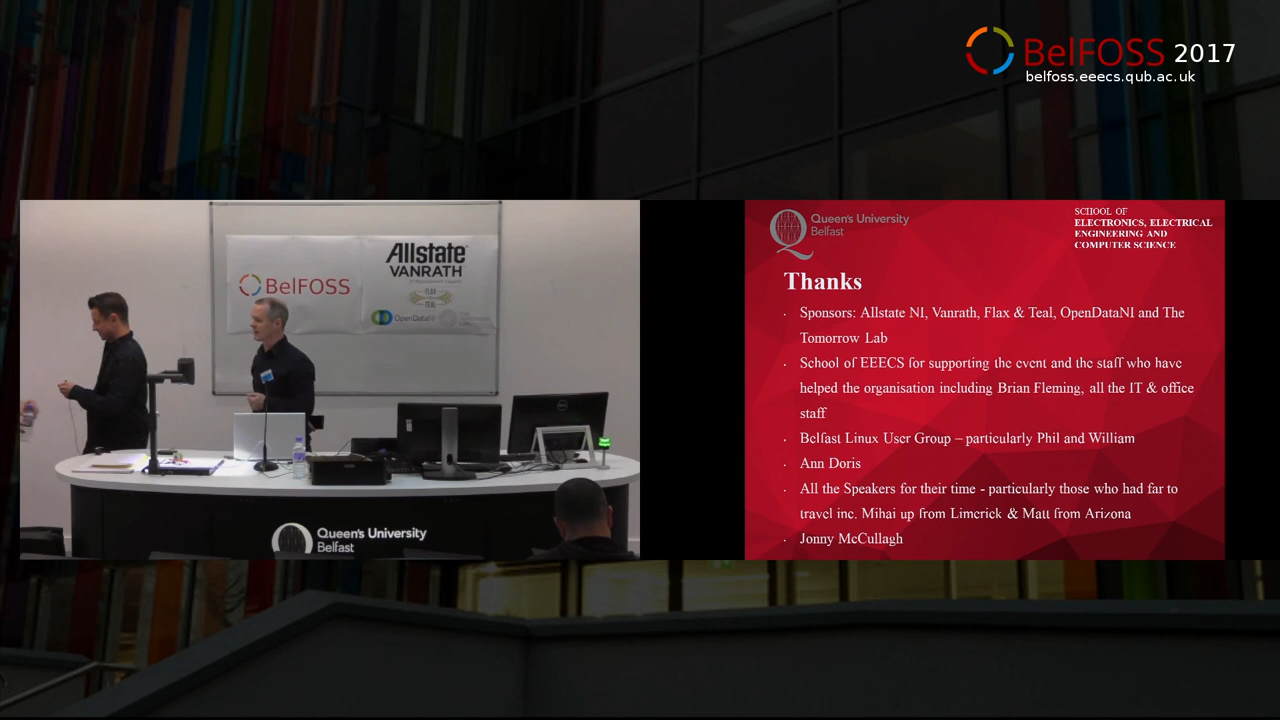 BelFOSS 2017
belfoss.eeecs.qub.ac.uk
Allstate
VANRATH
BelFOSS
FLAX
TEAL
OpenData
Queen's University
Belfast
Queen's University
Belfast
SCHOOL OF
ELECTRONICS, ELECTRICAL
ENGINEERING AND
COMPUTER SCIENCE
Thanks
· Sponsors: Allstate NI, Vanrath, Flax & Teal, OpenDataNI and The
Tomorrow Lab
· School of EEECS for supporting the event and the staff who have
helped the organisation including Brian Fleming, all the IT & office
staff
· Belfast Linux User Group – particularly Phil and William
· Ann Doris
· All the Speakers for their time - particularly those who had far to
travel inc. Mihai up from Limerick & Matt from Arizona
· Jonny McCullagh